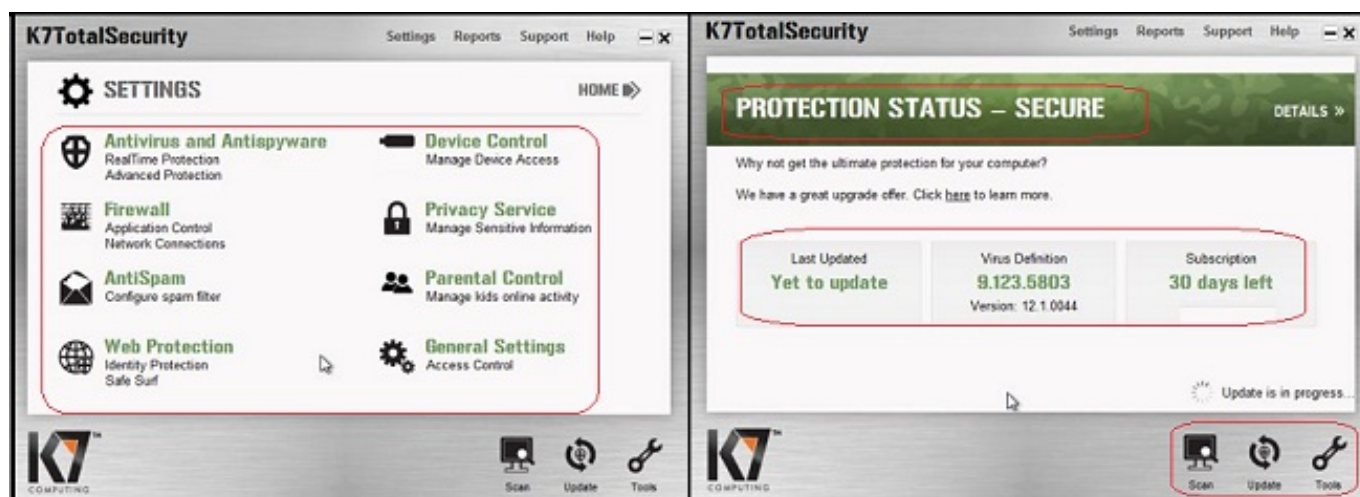 K7TotalSecurity
Settings Reports Support Help
SETTINGS
HOME
Antivirus and Antispyware
RealTime Protection
Advanced Protection
Firewall
Application Control
Network Connections
AntiSpam
Configure spam filter
Web Protection
Identity Protection
Safe Surf
Device Control
Manage Device Access
Privacy Service
Manage Sensitive Information
Parental Control
Manage kids online activity
General Settings
Access Control
K7™
COMPUTING
Scan Update Tools
K7TotalSecurity
Settings Reports Support Help
PROTECTION STATUS – SECURE
DETAILS »
Why not get the ultimate protection for your computer?
We have a great upgrade offer. Click here to learn more.
Last Updated
Yet to update
Virus Definition
9.123.5803
Version: 12.1.0044
Subscription
30 days left
Update is in progress...
K7™
COMPUTING
Scan Update Tools